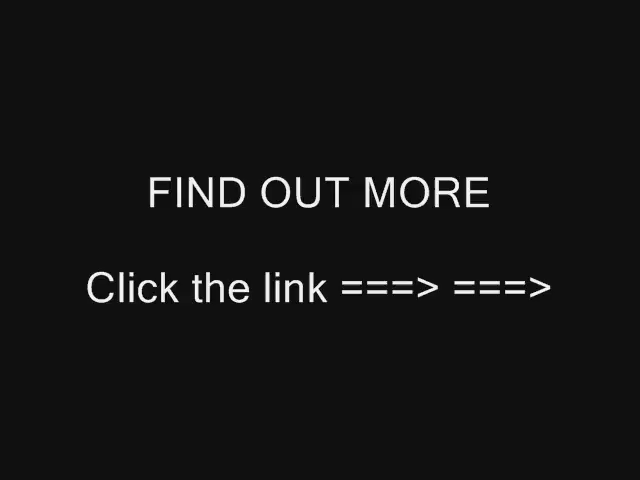 FIND OUT MORE
Click the link ===> ===>